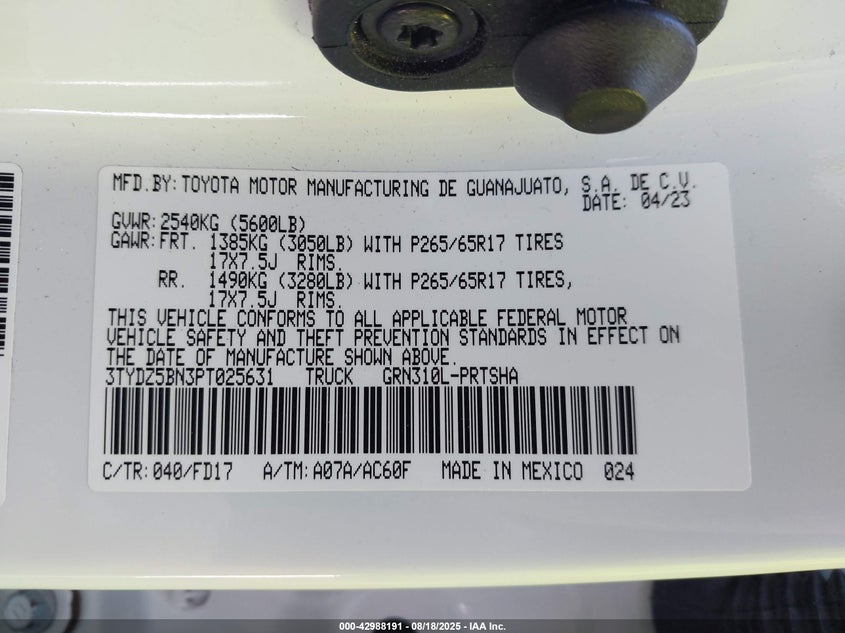 MFD.BY: TOYOTA MOTOR MANUFACTURING DE GUANAJUATO, S.A. DE C.V.
DATE: 04/23
GVWR: 2540KG (5600LB)
GAWR: FRT. 1385KG (3050LB) WITH P265/65R17 TIRES
17X7.5J RIMS.
RR. 1490KG (3280LB) WITH P265/65R17 TIRES,
17X7.5J RIMS.
THIS VEHICLE CONFORMS TO ALL APPLICABLE FEDERAL MOTOR
VEHICLE SAFETY AND THEFT PREVENTION STANDARDS IN EFFECT ON
THE DATE OF MANUFACTURE SHOWN ABOVE.
3TYDZ5BN3PT025631 TRUCK GRN310L-PRTSHA
C/TR: 040/FD17 A/TM: A07A/AC60F MADE IN MEXICO 024
000-42988191 - 08/18/2025 - IAA Inc.